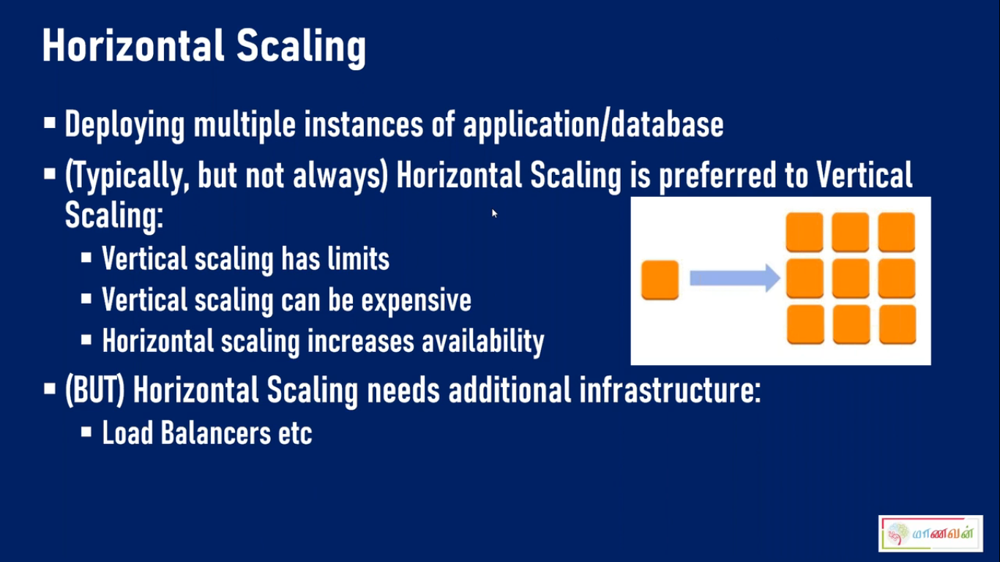 Horizontal Scaling
▪ Deploying multiple instances of application/database
▪ (Typically, but not always) Horizontal Scaling is preferred to Vertical
Scaling:
▪ Vertical scaling has limits
▪ Vertical scaling can be expensive
▪ Horizontal scaling increases availability
▪ (BUT) Horizontal Scaling needs additional infrastructure:
▪ Load Balancers etc
மாணவன்